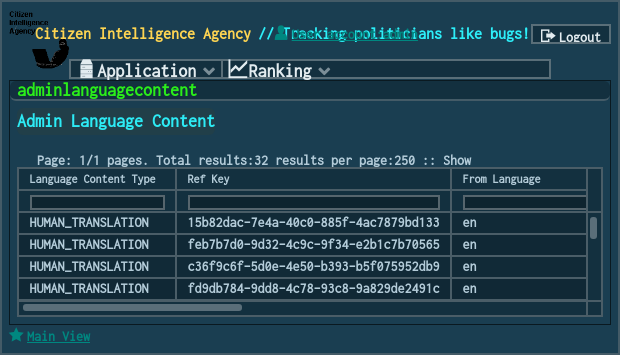 Citizen
Intelligence
Agency
Citizen Intelligence Agency // Tracking politicians like bugs!
Logout
Application
Ranking
adminlanguagecontent
Admin Language Content
Page: 1/1 pages. Total results:32 results per page:250 :: Show
Language Content Type Ref Key From Language
HUMAN_TRANSLATION 15b82dac-7e4a-40c0-885f-4ac7879bd133 en
HUMAN_TRANSLATION feb7b7d0-9d32-4c9c-9f34-e2b1c7b70565 en
HUMAN_TRANSLATION c36f9c6f-5d0e-4e50-b393-b5f075952db9 en
HUMAN_TRANSLATION fd9db784-9dd8-4c78-93c8-9a829de2491c en
Main View